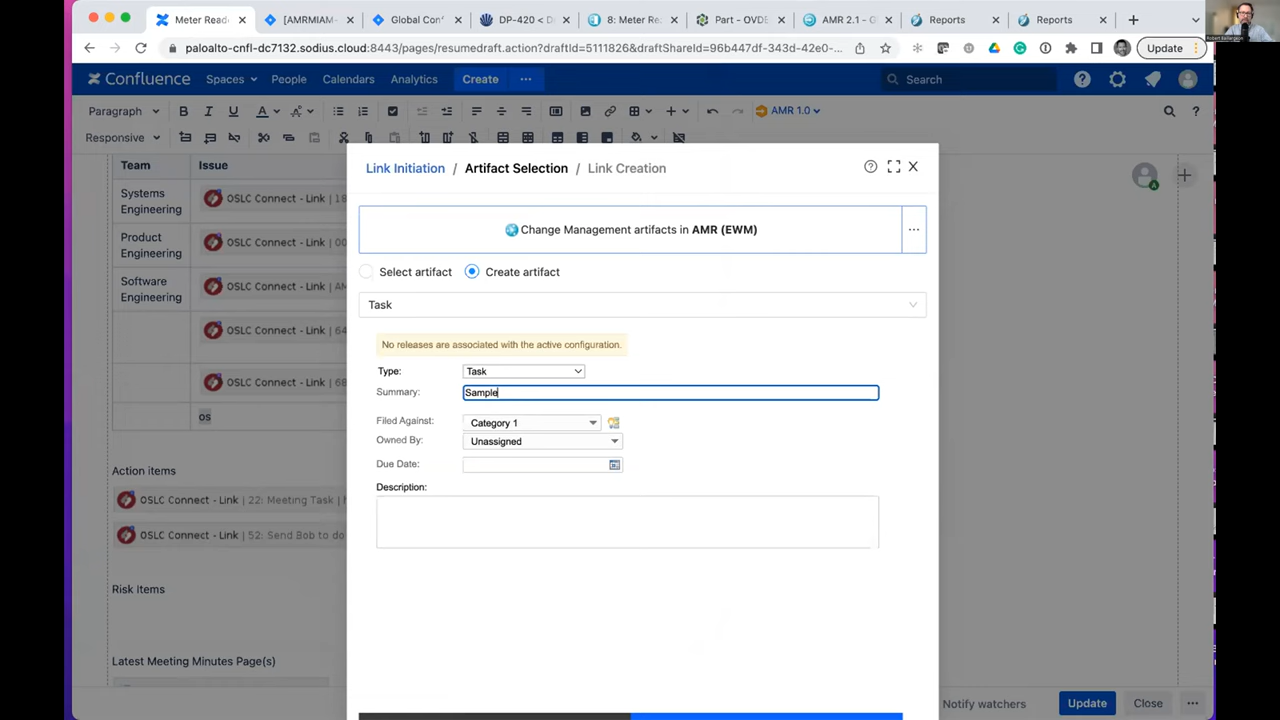 Meter Read
[AMRMIAM-
Global Con
DP-420 <
8: Meter Re
Part - OVDE
AMR 2.1 - G
Reports
Reports
paloalto-cnfl-dc7132.sodius.cloud:8443/pages/resumedraft.action?draftId=5111826&draftShareId=96b447df-343d-42e0-...
Update
Confluence
Spaces
People
Calendars
Analytics
Create
Search
Paragraph
B
I
U
A
AMR 1.0
?
Responsive
Team
Issue
Systems
Engineering
OSLC Connect - Link | 18
Product
Engineering
OSLC Connect - Link | 00
Software
Engineering
OSLC Connect - Link | AM
OSLC Connect - Link | 64
OSLC Connect - Link | 68
os
Action items
OSLC Connect - Link | 22: Meeting Task |
OSLC Connect - Link | 52: Send Bob to do
Risk items
Latest Meeting Minutes Page(s)
Link Initiation / Artifact Selection / Link Creation
Change Management artifacts in AMR (EWM)
...
Select artifact
Create artifact
Task
No releases are associated with the active configuration.
Type:
Task
Summary:
Sample
Filed Against:
Category 1
Owned By:
Unassigned
Due Date:
Description:
Notify watchers
Update
Close
...